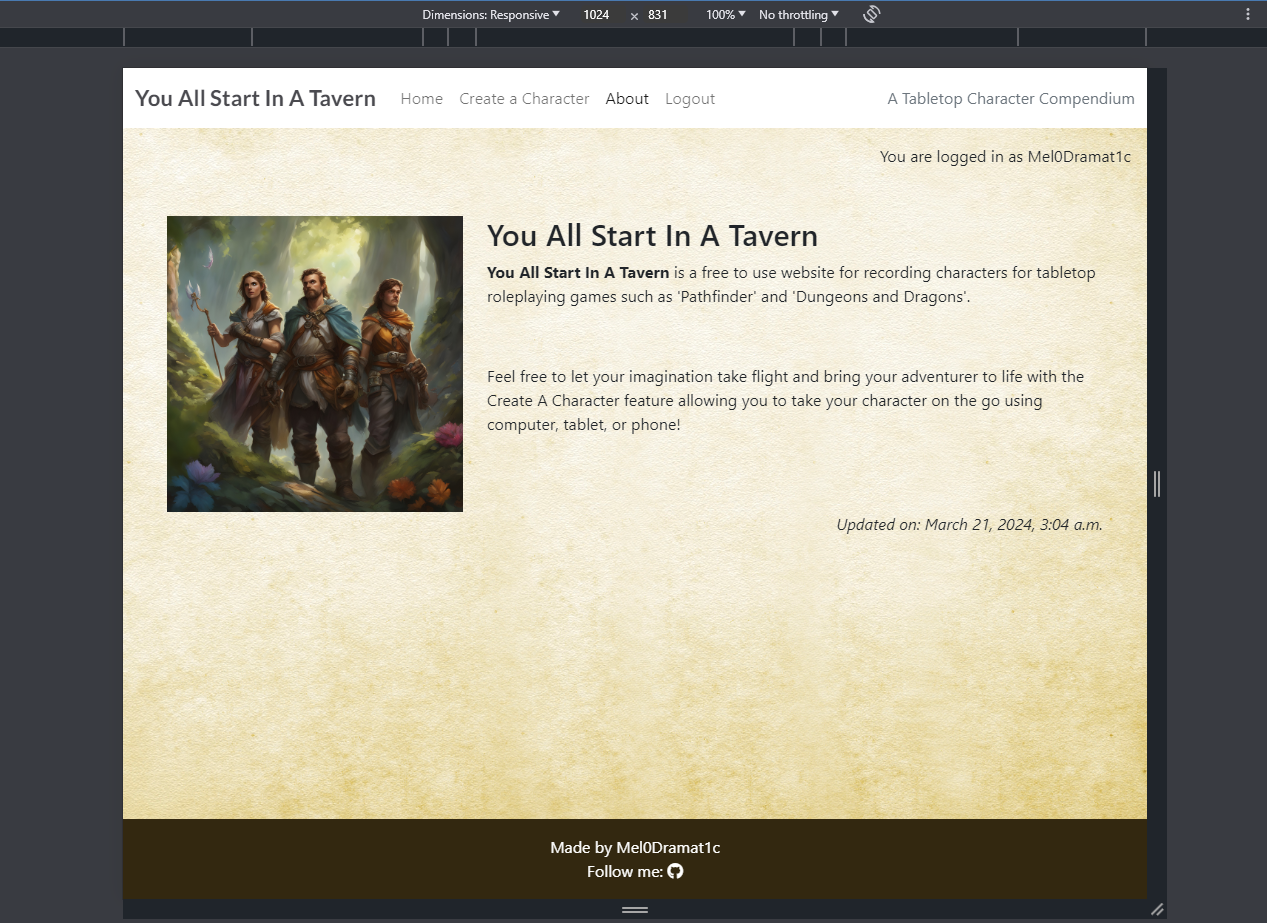 Dimensions: Responsive 1024 × 831 100% No throttling
You All Start In A Tavern Home Create a Character About Logout A Tabletop Character Compendium
You are logged in as Mel0Dramat1c
You All Start In A Tavern
You All Start In A Tavern is a free to use website for recording characters for tabletop
roleplaying games such as 'Pathfinder' and 'Dungeons and Dragons'.
Feel free to let your imagination take flight and bring your adventurer to life with the
Create A Character feature allowing you to take your character on the go using
computer, tablet, or phone!
Updated on: March 21, 2024, 3:04 a.m.
Made by Mel0Dramat1c
Follow me: